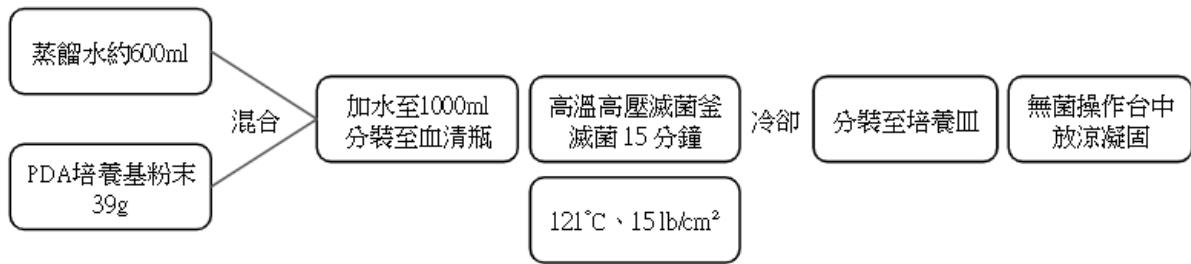 蒸餾水約600ml
PDA培養基粉末
39g
混合
加水至1000ml
分裝至血清瓶
高溫高壓滅菌釜
滅菌 15 分鐘
121°C、15 lb/cm²
冷卻
分裝至培養皿
無菌操作台中
放涼凝固